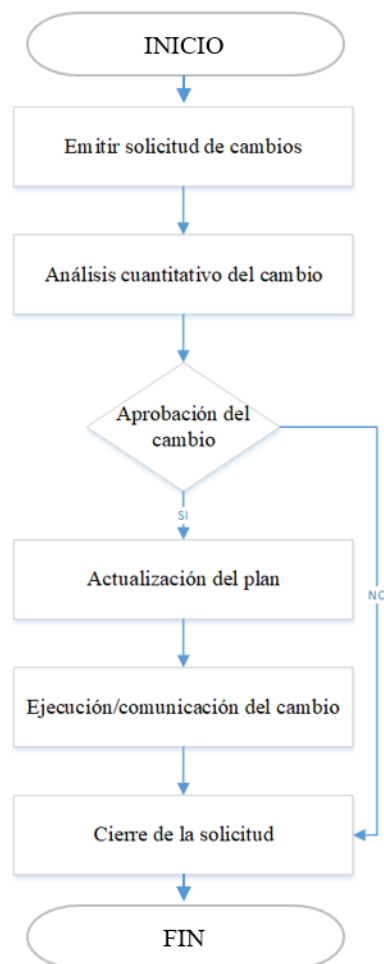 INICIO
Emitir solicitud de cambios
Análisis cuantitativo del cambio
Aprobación del
cambio
SI
Actualización del plan
NO
Ejecución/comunicación del cambio
Cierre de la solicitud
FIN